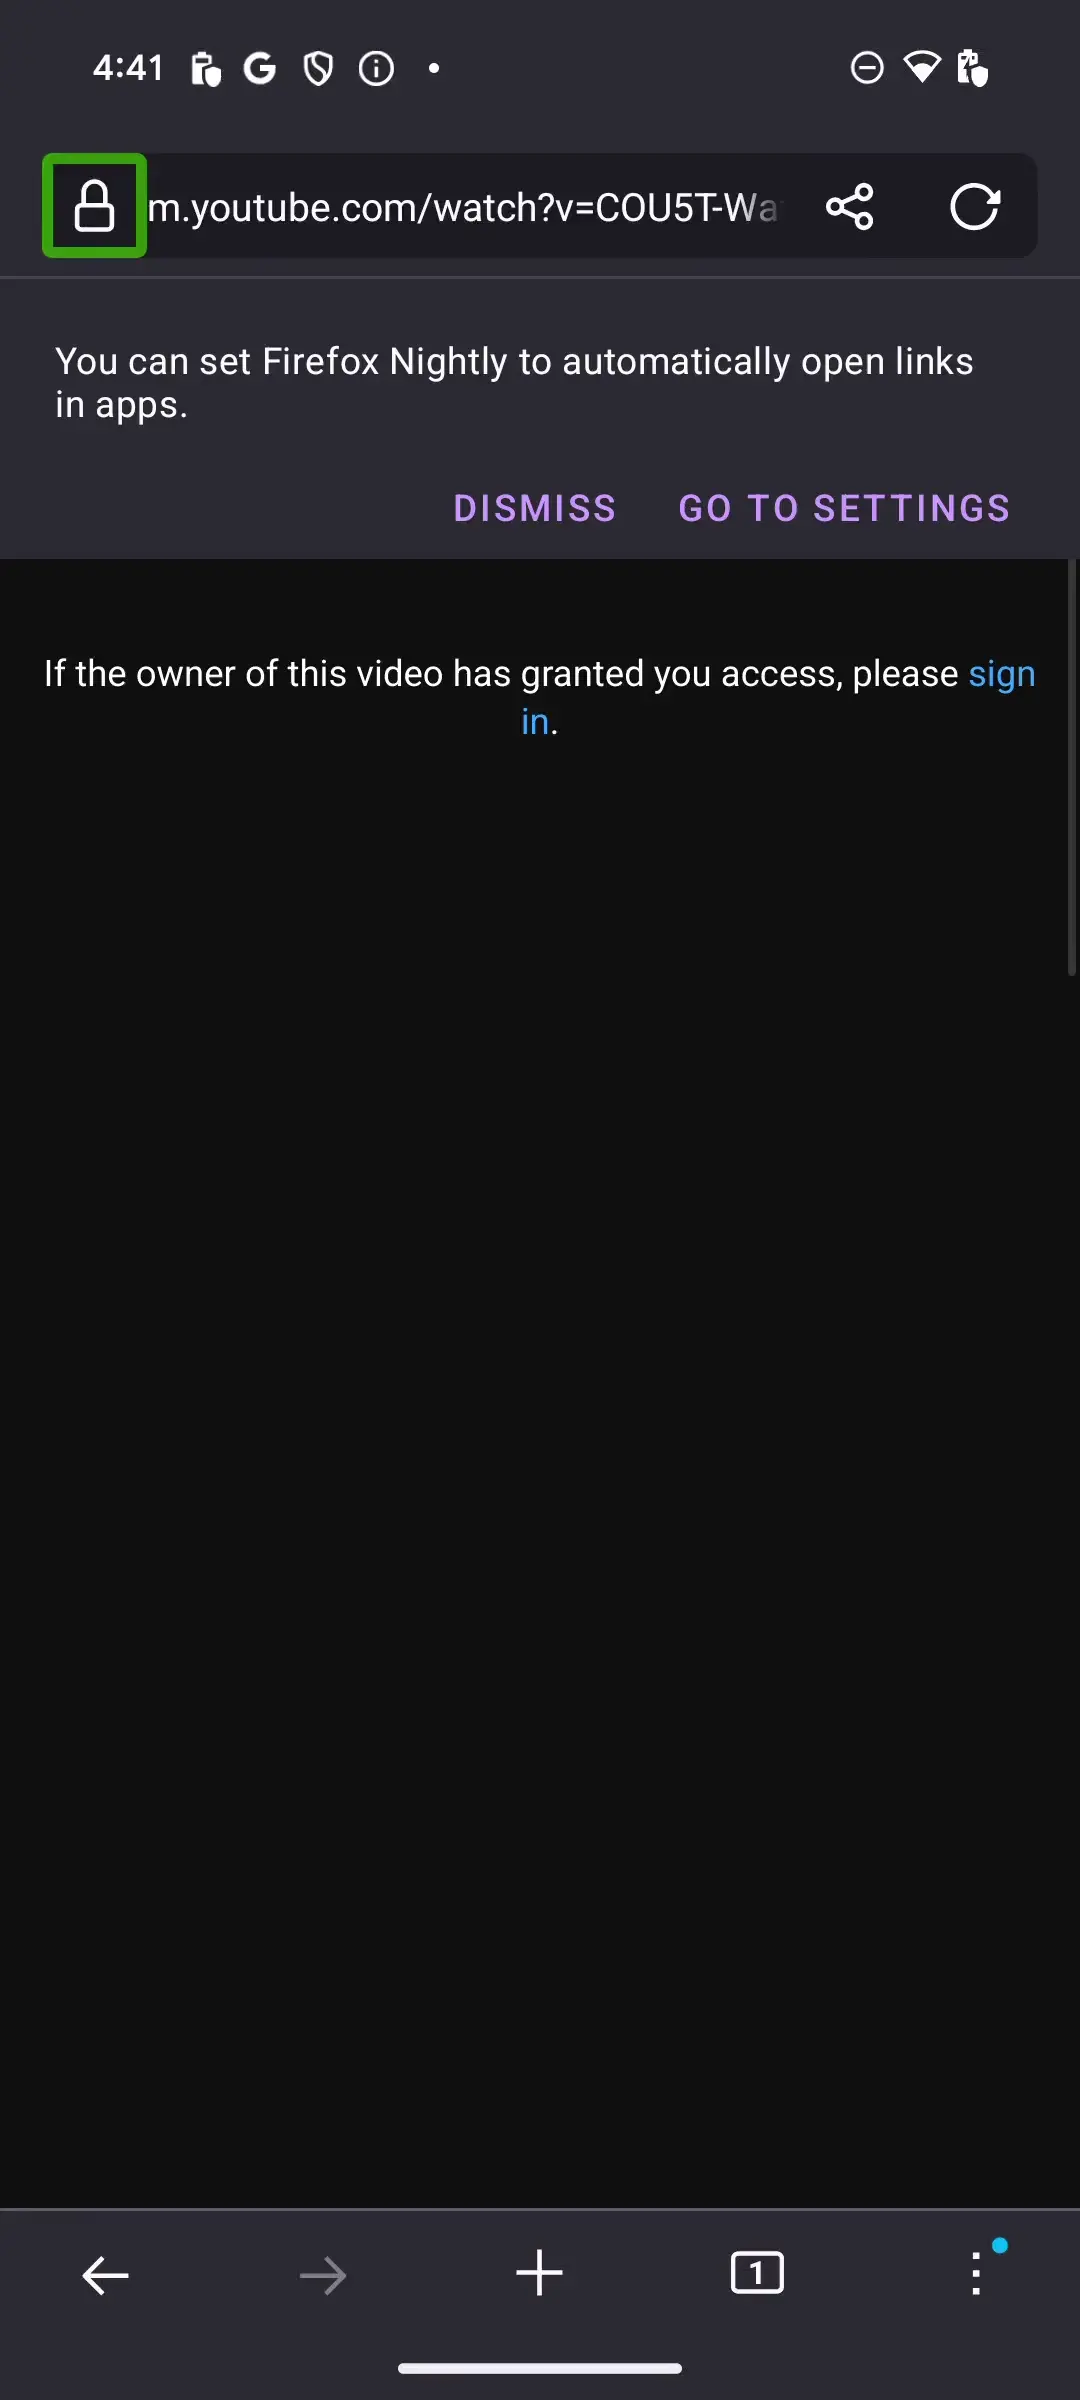 4:41
m.youtube.com/watch?v=COU5T-Wa
You can set Firefox Nightly to automatically open links
in apps.
DISMISS GO TO SETTINGS
If the owner of this video has granted you access, please sign
in.
1